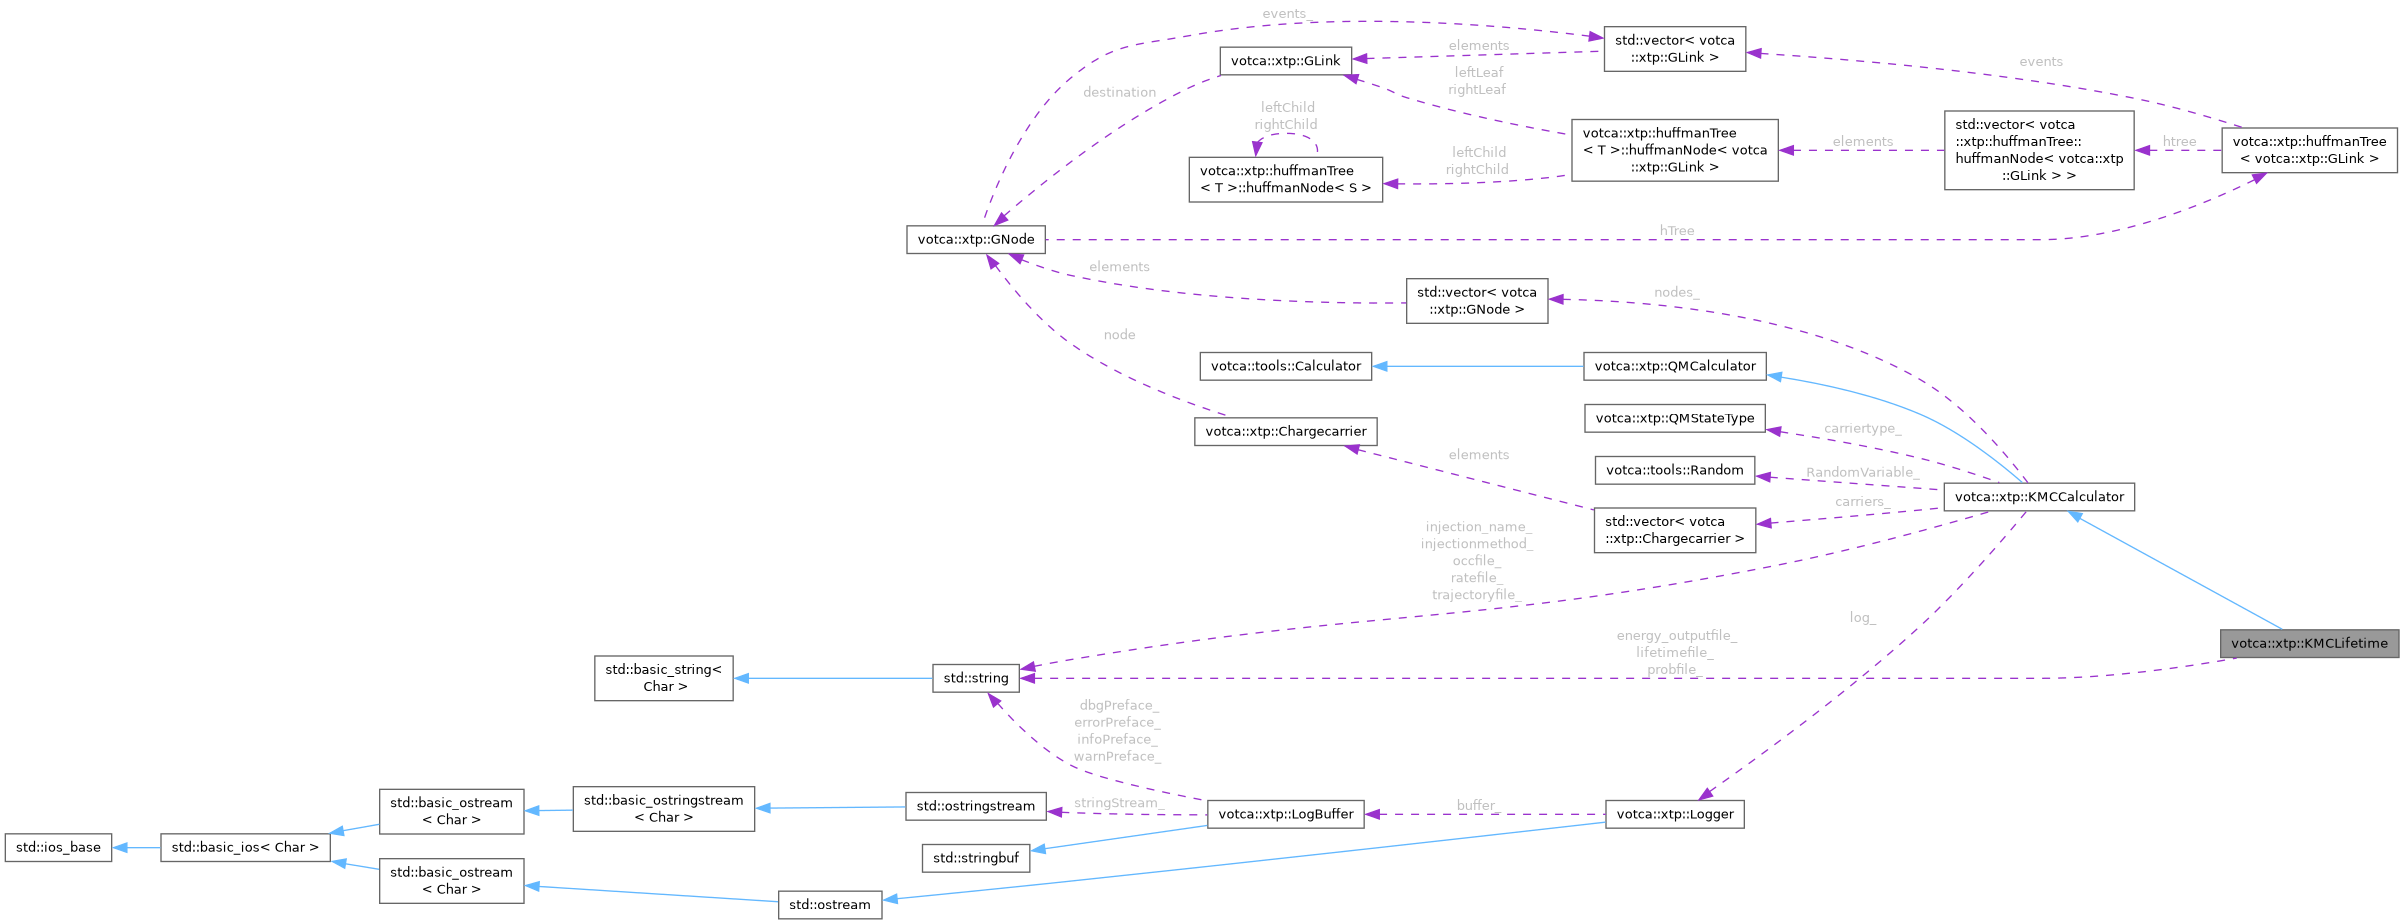 events_
std::vector< votca
::xtp::GLink >
elements
votca::xtp::GLink
events
leftLeaf
rightLeaf
destination
leftChild
rightChild
votca::xtp::huffmanTree
< T >::huffmanNode< votca
::xtp::GLink >
std::vector< votca
::xtp::huffmanTree::
huffmanNode< votca::xtp
::GLink > >
elements
htree
votca::xtp::huffmanTree
< votca::xtp::GLink >
leftChild
rightChild
votca::xtp::huffmanTree
< T >::huffmanNode< S >
votca::xtp::GNode
hTree
elements
std::vector< votca
::xtp::GNode >
nodes_
node
votca::tools::Calculator
votca::xtp::QMCalculator
votca::xtp::QMStateType
carriertype_
votca::xtp::Chargecarrier
elements
votca::tools::Random
RandomVariable_
votca::xtp::KMCCalculator
carriers_
std::vector< votca
::xtp::Chargecarrier >
injection_name_
injectionmethod_
occfile_
ratefile_
trajectoryfile_
log_
votca::xtp::KMCLifetime
energy_outputfile_
lifetimefile_
probfile_
std::basic_string<
Char >
std::string
dbgPreface_
errorPreface_
infoPreface_
warnPreface_
std::basic_ostream
< Char >
std::basic_ostringstream
< Char >
std::ostringstream
stringStream_
votca::xtp::LogBuffer
buffer_
votca::xtp::Logger
std::ios_base
std::basic_ios< Char >
std::stringbuf
std::basic_ostream
< Char >
std::ostream